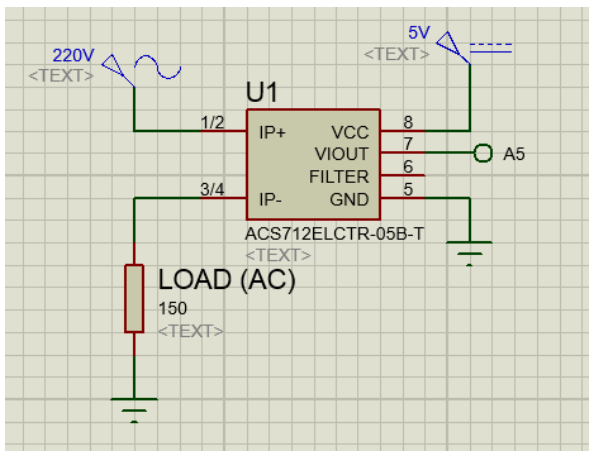 220V
<TEXT>
5V
<TEXT>
U1
1/2
IP+
VCC
8
VIOUT
7
A5
FILTER
6
3/4
IP-
GND
5
ACS712ELCTR-05B-T
<TEXT>
LOAD (AC)
150
<TEXT>